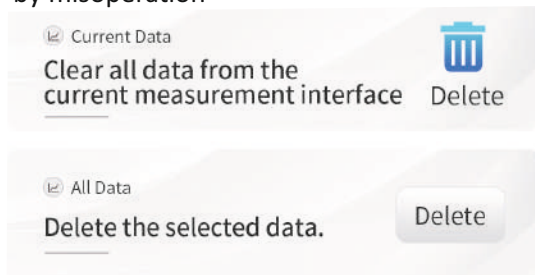 by misoperation
Current Data
Clear all data from the
current measurement interface
Delete
All Data
Delete the selected data.
Delete